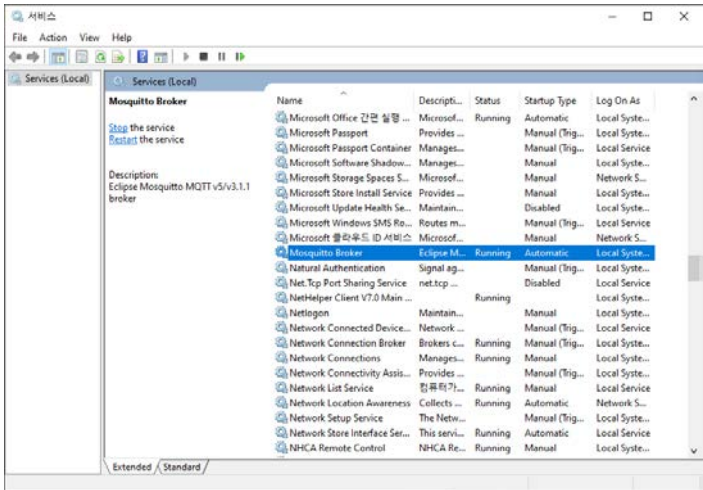 서비스
File Action View Help
Services (Local)
Services (Local)
Mosquitto Broker
Stop the service
Restart the service
Description:
Eclipse Mosquitto MQTT v5/v3.1.1
broker
Name Descripti... Status Startup Type Log On As
Microsoft Office 간편 실행 ... Microsof... Running Automatic Local Syste...
Microsoft Passport Provides ... Manual (Trig... Local Syste...
Microsoft Passport Container Manages... Manual (Trig... Local Service
Microsoft Software Shadow... Manages... Manual Local Syste...
Microsoft Storage Spaces S... Microsof... Manual Network S...
Microsoft Store Install Service Provides ... Manual Local Syste...
Microsoft Update Health Se... Maintain... Disabled Local Syste...
Microsoft Windows SMS Ro... Routes m... Manual (Trig... Local Service
Microsoft 클라우드 ID 서비스 Microsof... Manual Network S...
Mosquitto Broker Eclipse M... Running Automatic Local Syste...
Natural Authentication Signal ag... Manual (Trig... Local Syste...
Net.Tcp Port Sharing Service net.tcp ... Disabled Local Service
NetHelper Client V7.0 Main ... Running Local Syste...
Netlogon Maintain... Manual Local Syste...
Network Connected Device... Network ... Manual (Trig... Local Service
Network Connection Broker Brokers c... Running Manual (Trig... Local Syste...
Network Connections Manages... Running Manual Local Syste...
Network Connectivity Assis... Provides ... Manual (Trig... Local Syste...
Network List Service 컴퓨터가... Running Manual Local Service
Network Location Awareness Collects ... Running Automatic Network S...
Network Setup Service The Netw... Manual (Trig... Local Syste...
Network Store Interface Ser... This servi... Running Automatic Local Service
NHCA Remote Control NHCA Re... Running Manual Local Syste...
Extended Standard